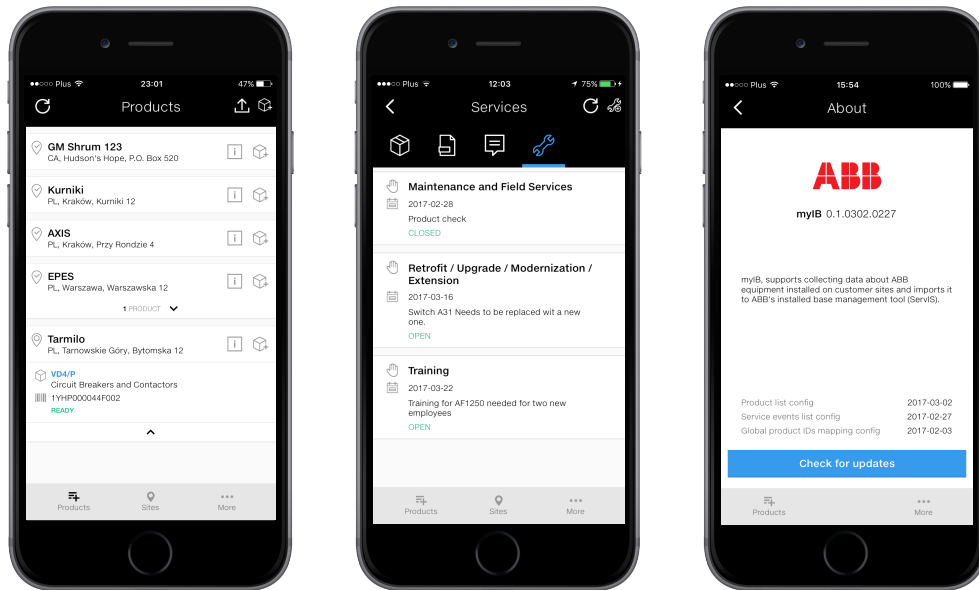 Plus 23:01 47%
Products
GM Shrum 123
CA, Hudson's Hope, P.O. Box 520
Kurniki
PL, Kraków, Kurniki 12
AXIS
PL, Kraków, Przy Rondzie 4
EPES
PL, Warszawa, Warszawska 12
1 PRODUCT
Tarmilo
PL, Tarnowskie Góry, Bytomska 12
VD4/P
Circuit Breakers and Contactors
1YHP000044F002
READY
Products Sites More
Plus 12:03 75%
Services
Maintenance and Field Services
2017-02-28
Product check
CLOSED
Retrofit / Upgrade / Modernization /
Extension
2017-03-16
Switch A31 Needs to be replaced wit a new
one.
OPEN
Training
2017-03-22
Training for AF1250 needed for two new
employees
OPEN
Products Sites More
Plus 15:54 100%
About
ABB
myIB 0.1.0302.0227
myIB, supports collecting data about ABB
equipment installed on customer sites and imports it
to ABB's installed base management tool (ServIS).
Product list config 2017-03-02
Service events list config 2017-02-27
Global product IDs mapping config 2017-02-03
Check for updates
Products More